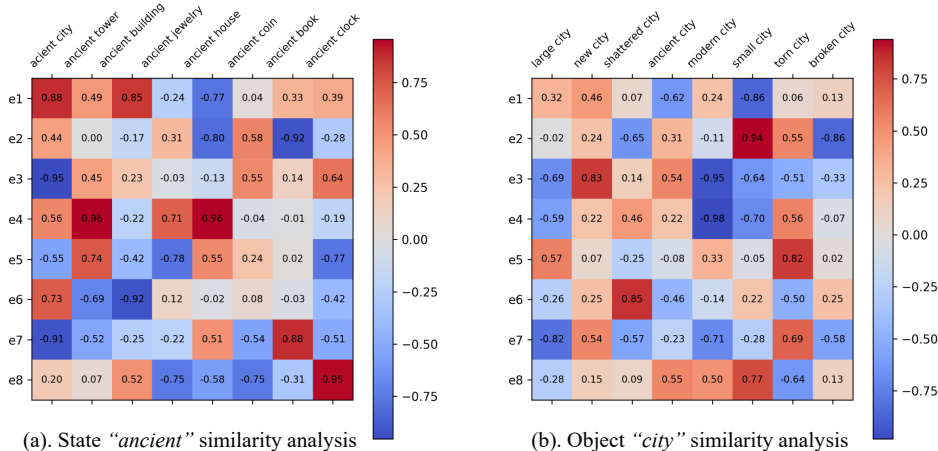 acient city ancient tower ancient building ancient jewelry ancient house ancient coin ancient book ancient clock
e1 0.88 0.49 0.85 -0.24 -0.77 0.04 0.33 0.39
e2 0.44 0.00 -0.17 0.31 -0.80 0.58 -0.92 -0.28
e3 -0.95 0.45 0.23 -0.03 -0.13 0.55 0.14 0.64
e4 0.56 0.96 -0.22 0.71 0.96 -0.04 -0.01 -0.19
e5 -0.55 0.74 -0.42 -0.78 0.55 0.24 0.02 -0.77
e6 0.73 -0.69 -0.92 0.12 -0.02 0.08 -0.03 -0.42
e7 -0.91 -0.52 -0.25 -0.22 0.51 -0.54 0.88 -0.51
e8 0.20 0.07 0.52 -0.75 -0.58 -0.75 -0.31 0.95
0.75
0.50
0.25
0.00
−0.25
−0.50
−0.75
(a). State “ancient” similarity analysis
large city new city shattered city ancient city modern city small city torn city broken city
e1 0.32 0.46 0.07 -0.62 0.24 -0.86 0.06 0.13
e2 -0.02 0.24 -0.65 0.31 -0.11 0.94 0.55 -0.86
e3 -0.69 0.83 0.14 0.54 -0.95 -0.64 -0.51 -0.33
e4 -0.59 0.22 0.46 0.22 -0.98 -0.70 0.56 -0.07
e5 0.57 0.07 -0.25 -0.08 0.33 -0.05 0.82 0.02
e6 -0.26 0.25 0.85 -0.46 -0.14 0.22 -0.50 0.25
e7 -0.82 0.54 -0.57 -0.23 -0.71 -0.28 0.69 -0.58
e8 -0.28 0.15 0.09 0.55 0.50 0.77 -0.64 0.13
0.75
0.50
0.25
0.00
−0.25
−0.50
−0.75
(b). Object “city” similarity analysis